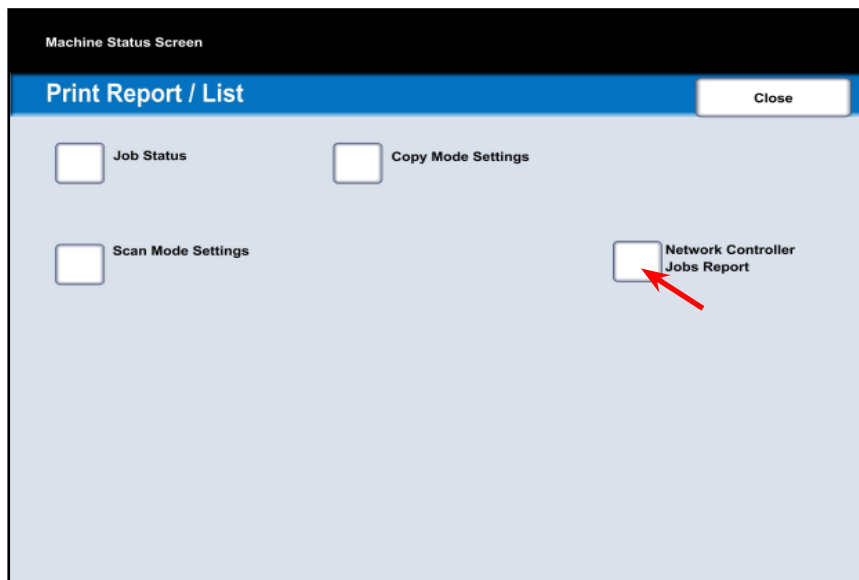 Machine Status Screen
Print Report / List
Close
Job Status
Copy Mode Settings
Scan Mode Settings
Network Controller
Jobs Report